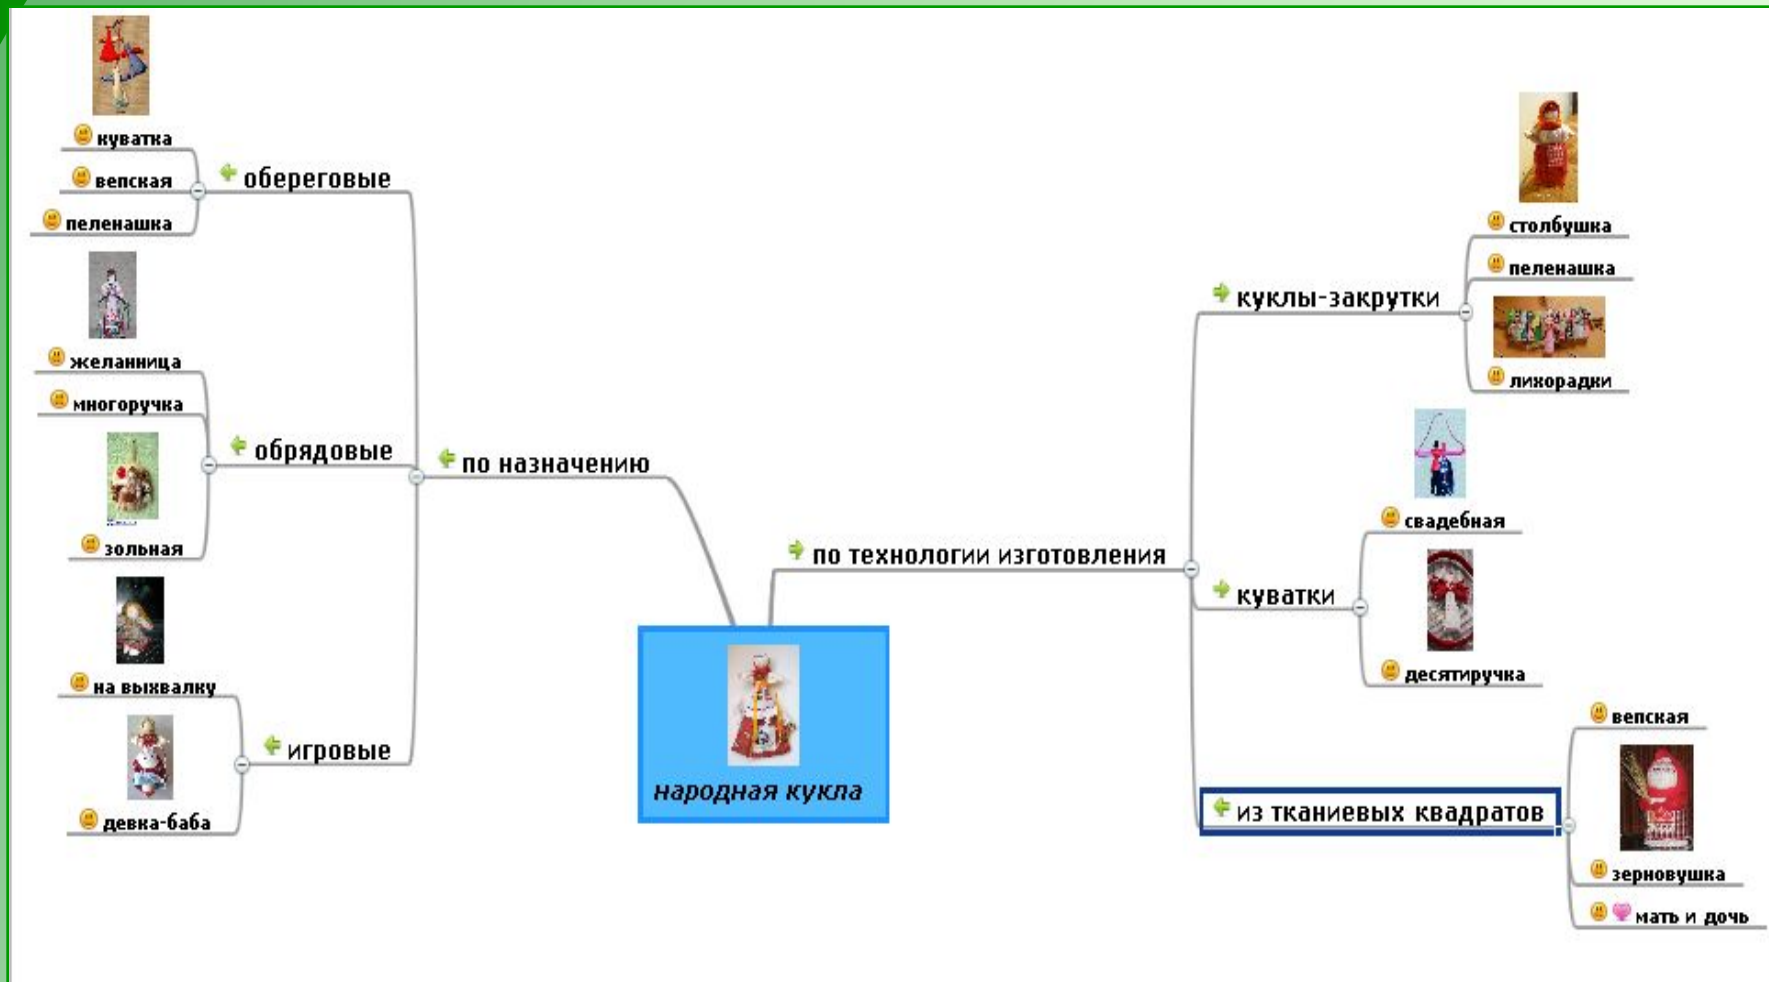 куватка
вепская
пеленашка
обереговые
желанница
многоручка
зольная
обрядовые
на выхвалку
девка-баба
игровые
по назначению
народная кукла
по технологии изготовления
куклы-закрутки
столбушка
пеленашка
лихорадки
куватки
свадебная
десятиручка
из тканиевых квадратов
вепская
зерновушка
мать и дочь